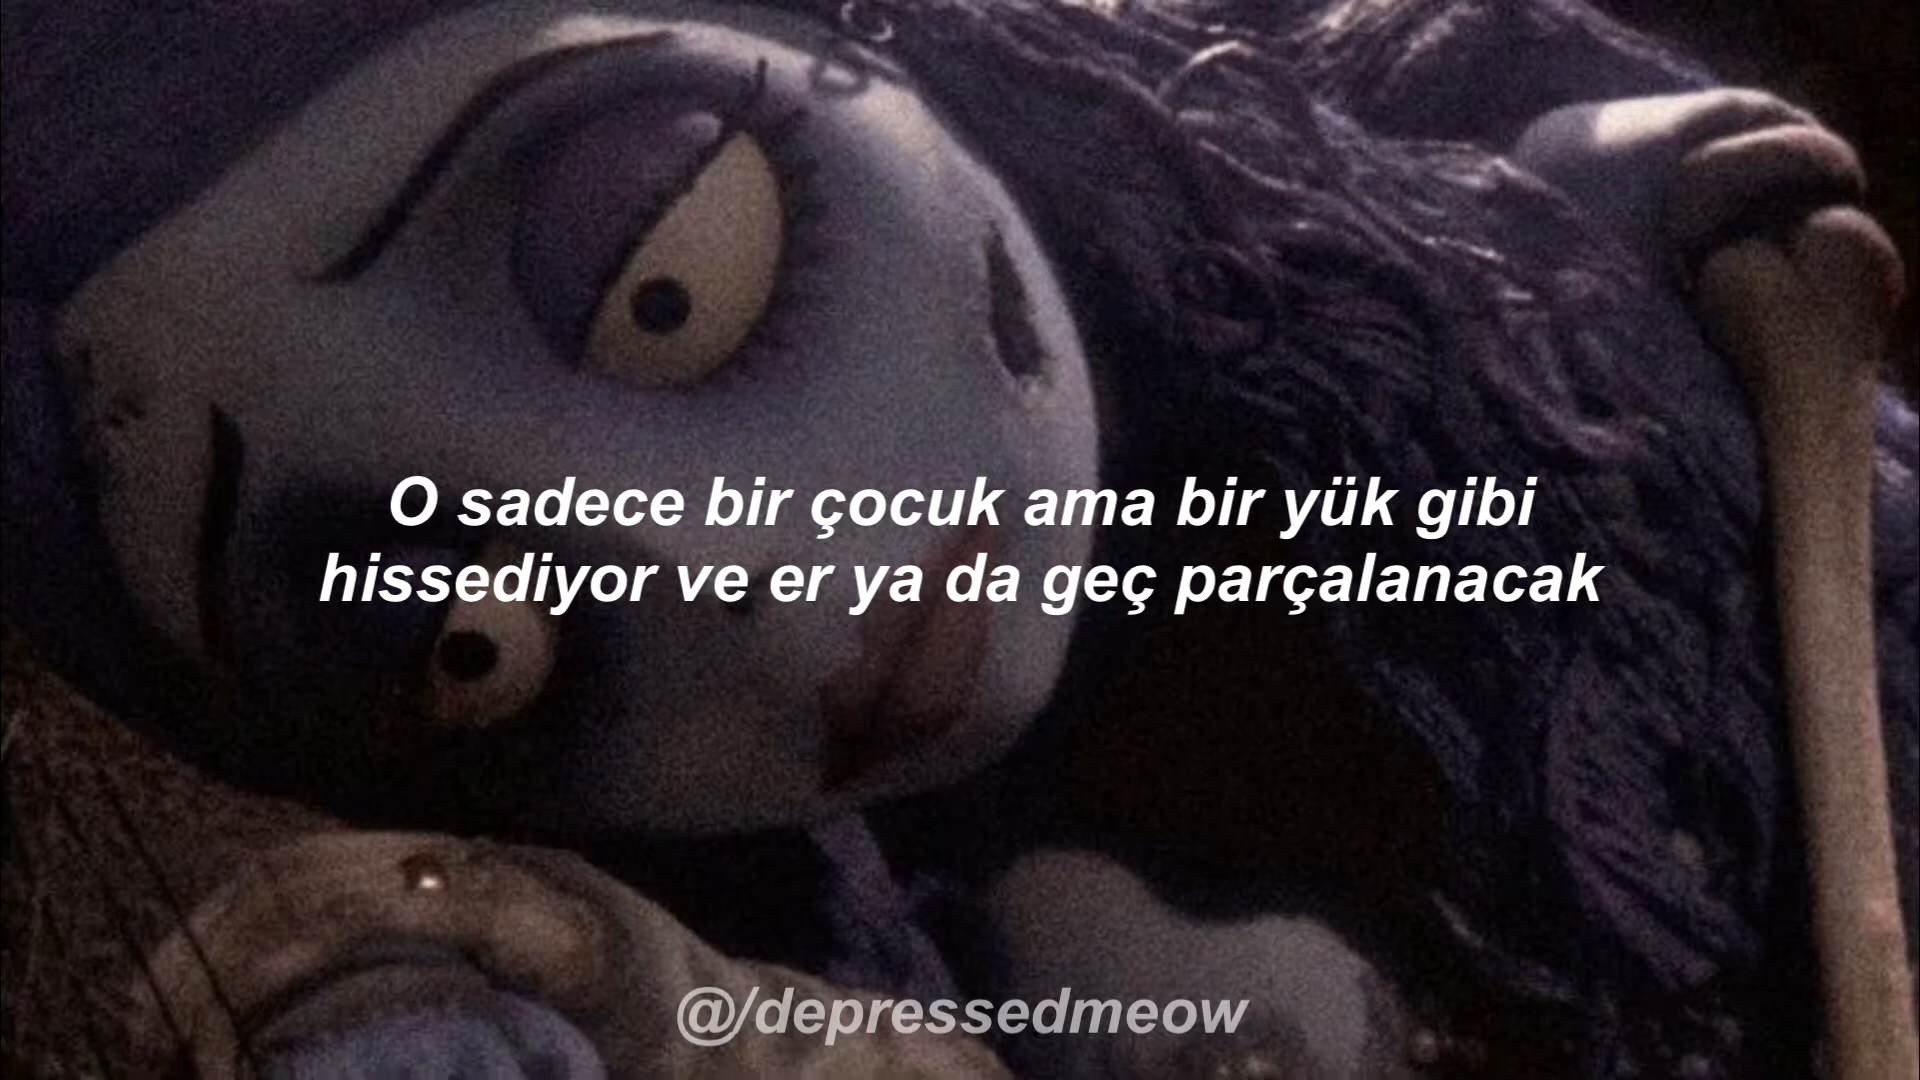 O sadece bir çocuk ama bir yük gibi
hissediyor ve er ya da geç parçalanacak
@/depressedmeow